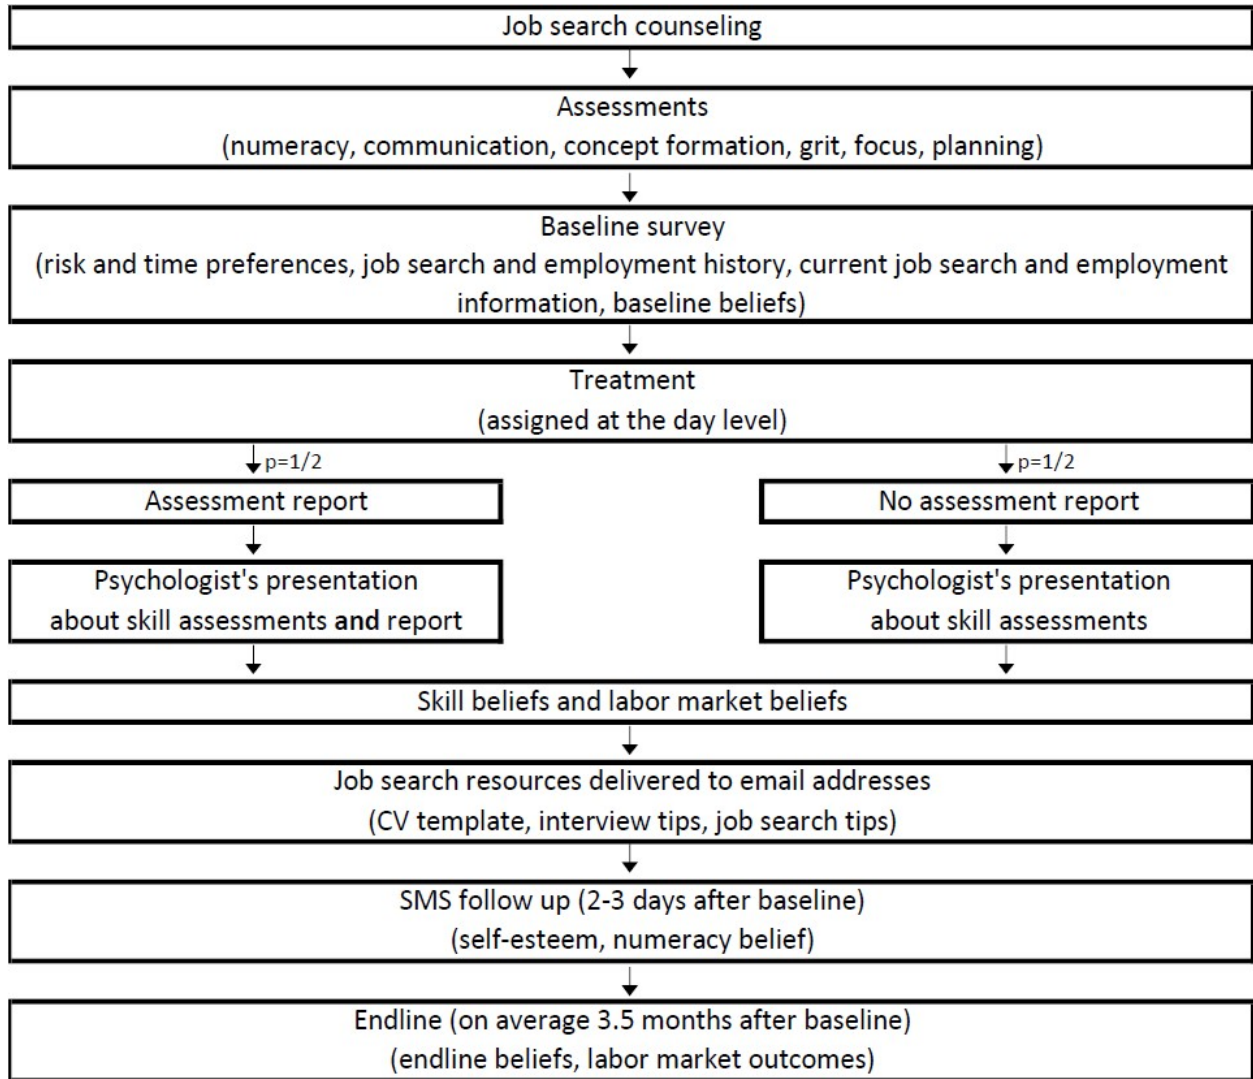 Job search counseling
Assessments
(numeracy, communication, concept formation, grit, focus, planning)
Baseline survey
(risk and time preferences, job search and employment history, current job search and employment
information, baseline beliefs)
Treatment
(assigned at the day level)
p=1/2
p=1/2
Assessment report
No assessment report
Psychologist's presentation
about skill assessments and report
Psychologist's presentation
about skill assessments
Skill beliefs and labor market beliefs
Job search resources delivered to email addresses
(CV template, interview tips, job search tips)
SMS follow up (2-3 days after baseline)
(self-esteem, numeracy belief)
Endline (on average 3.5 months after baseline)
(endline beliefs, labor market outcomes)